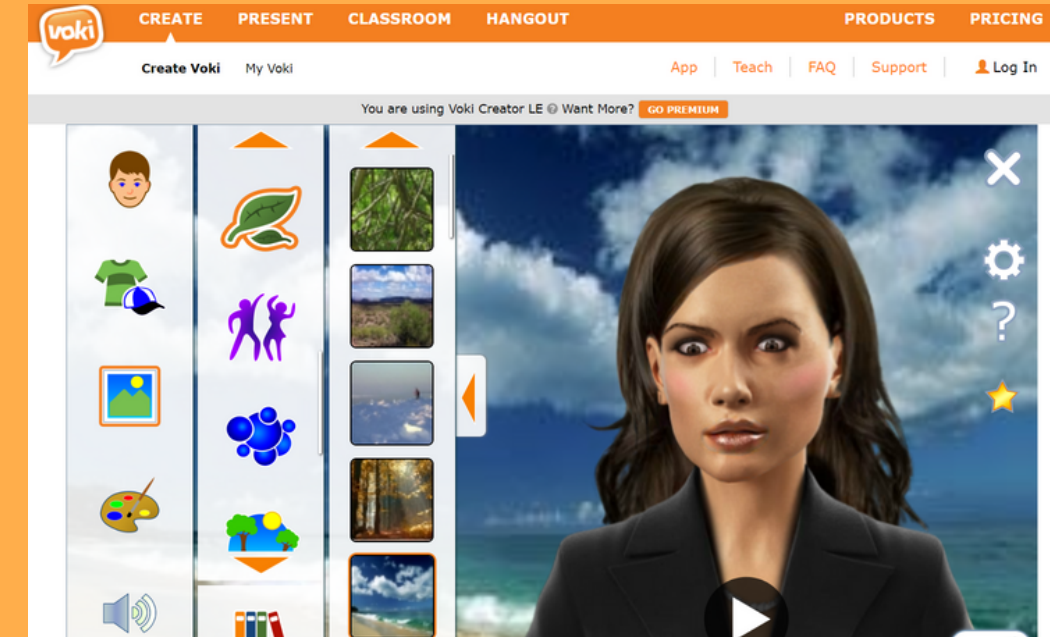 voki
CREATE PRESENT CLASSROOM HANGOUT PRODUCTS PRICING
Create Voki My Voki App Teach FAQ Support Log In
You are using Voki Creator LE ? Want More? GO PREMIUM
?